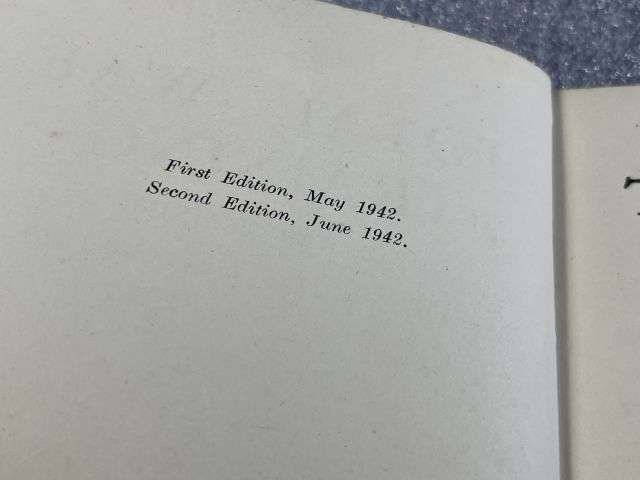 First Edition, May 1942.
Second Edition, June 1942.